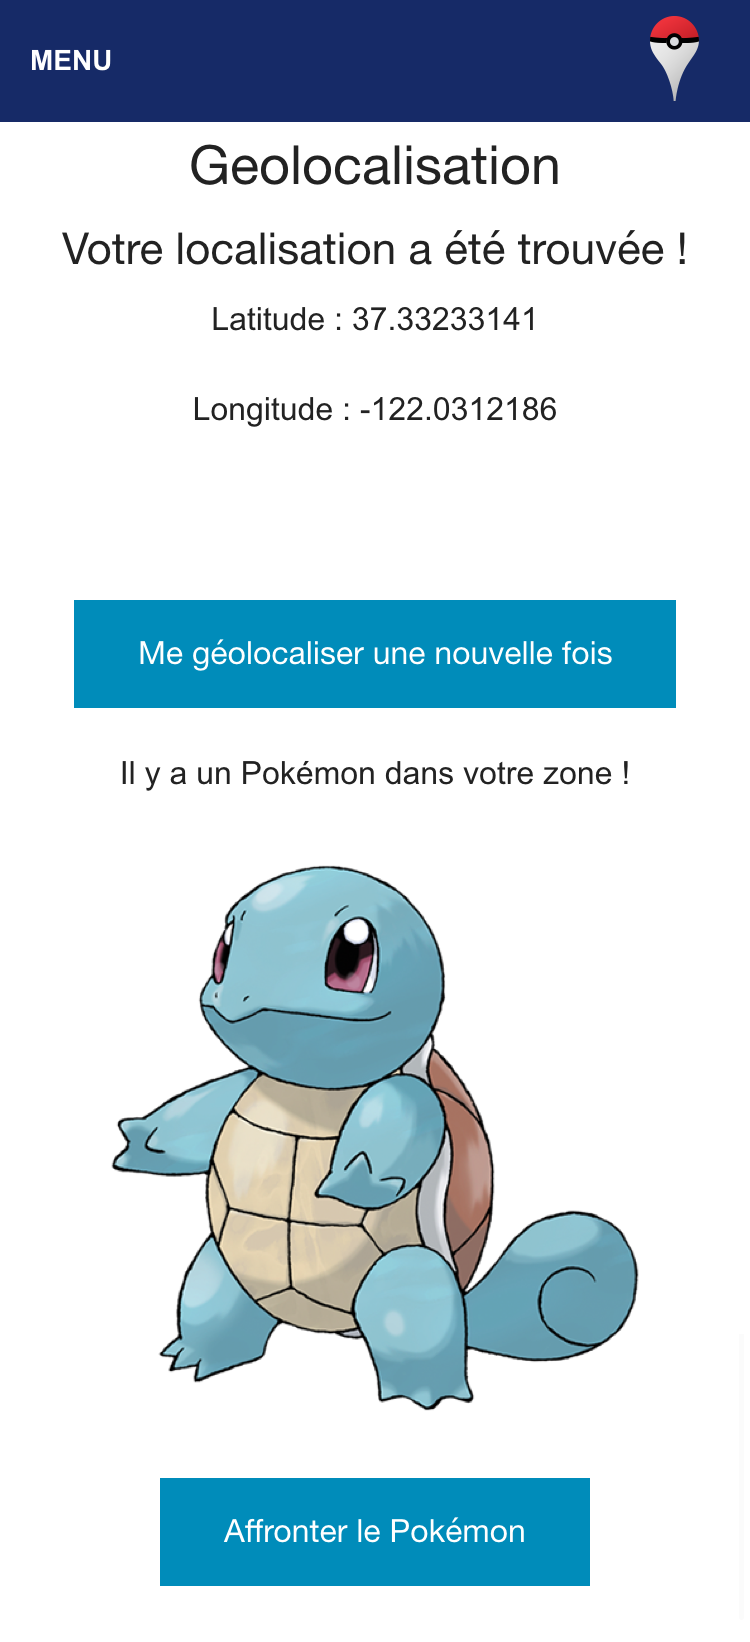 MENU
Geolocalisation
Votre localisation a été trouvée !
Latitude : 37.33233141
Longitude : -122.0312186
Me géolocaliser une nouvelle fois
Il y a un Pokémon dans votre zone !
Affronter le Pokémon